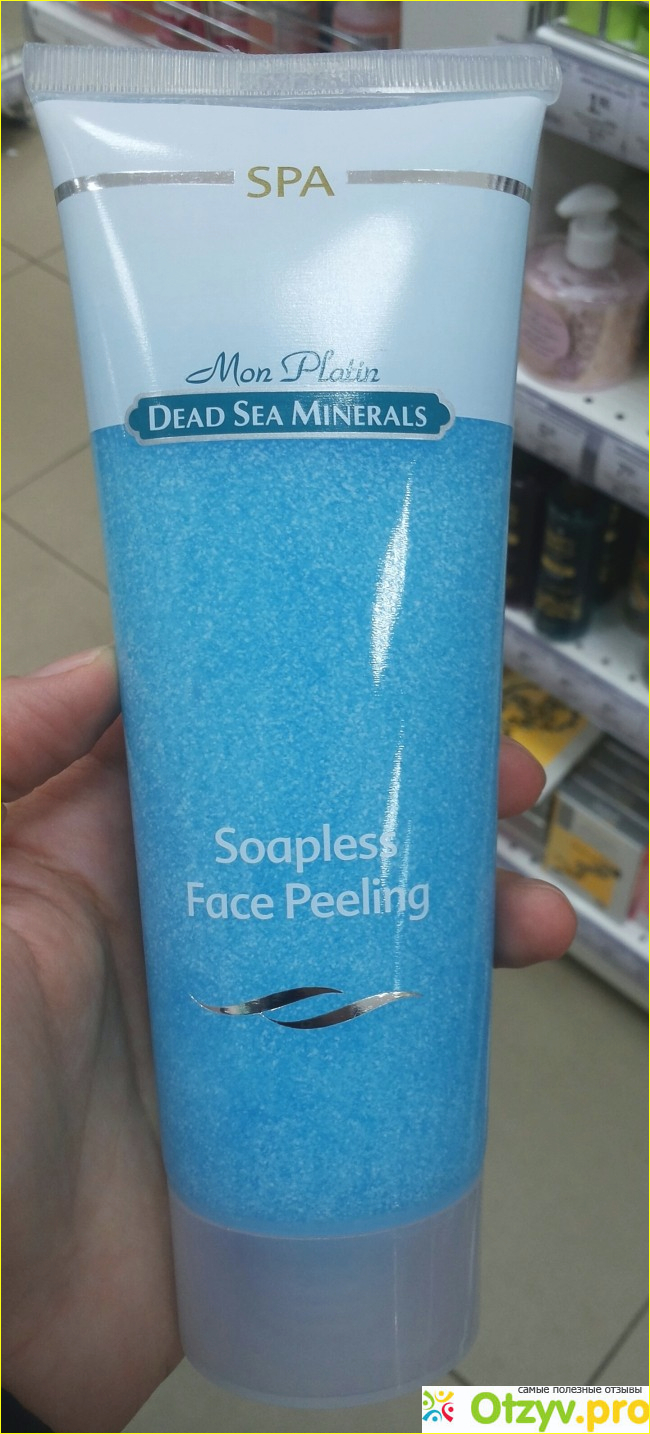 SPA
Mon Platin
DEAD SEA MINERALS
Soapless
Face Peeling
самые полезные отзывы
Otzyv.pro